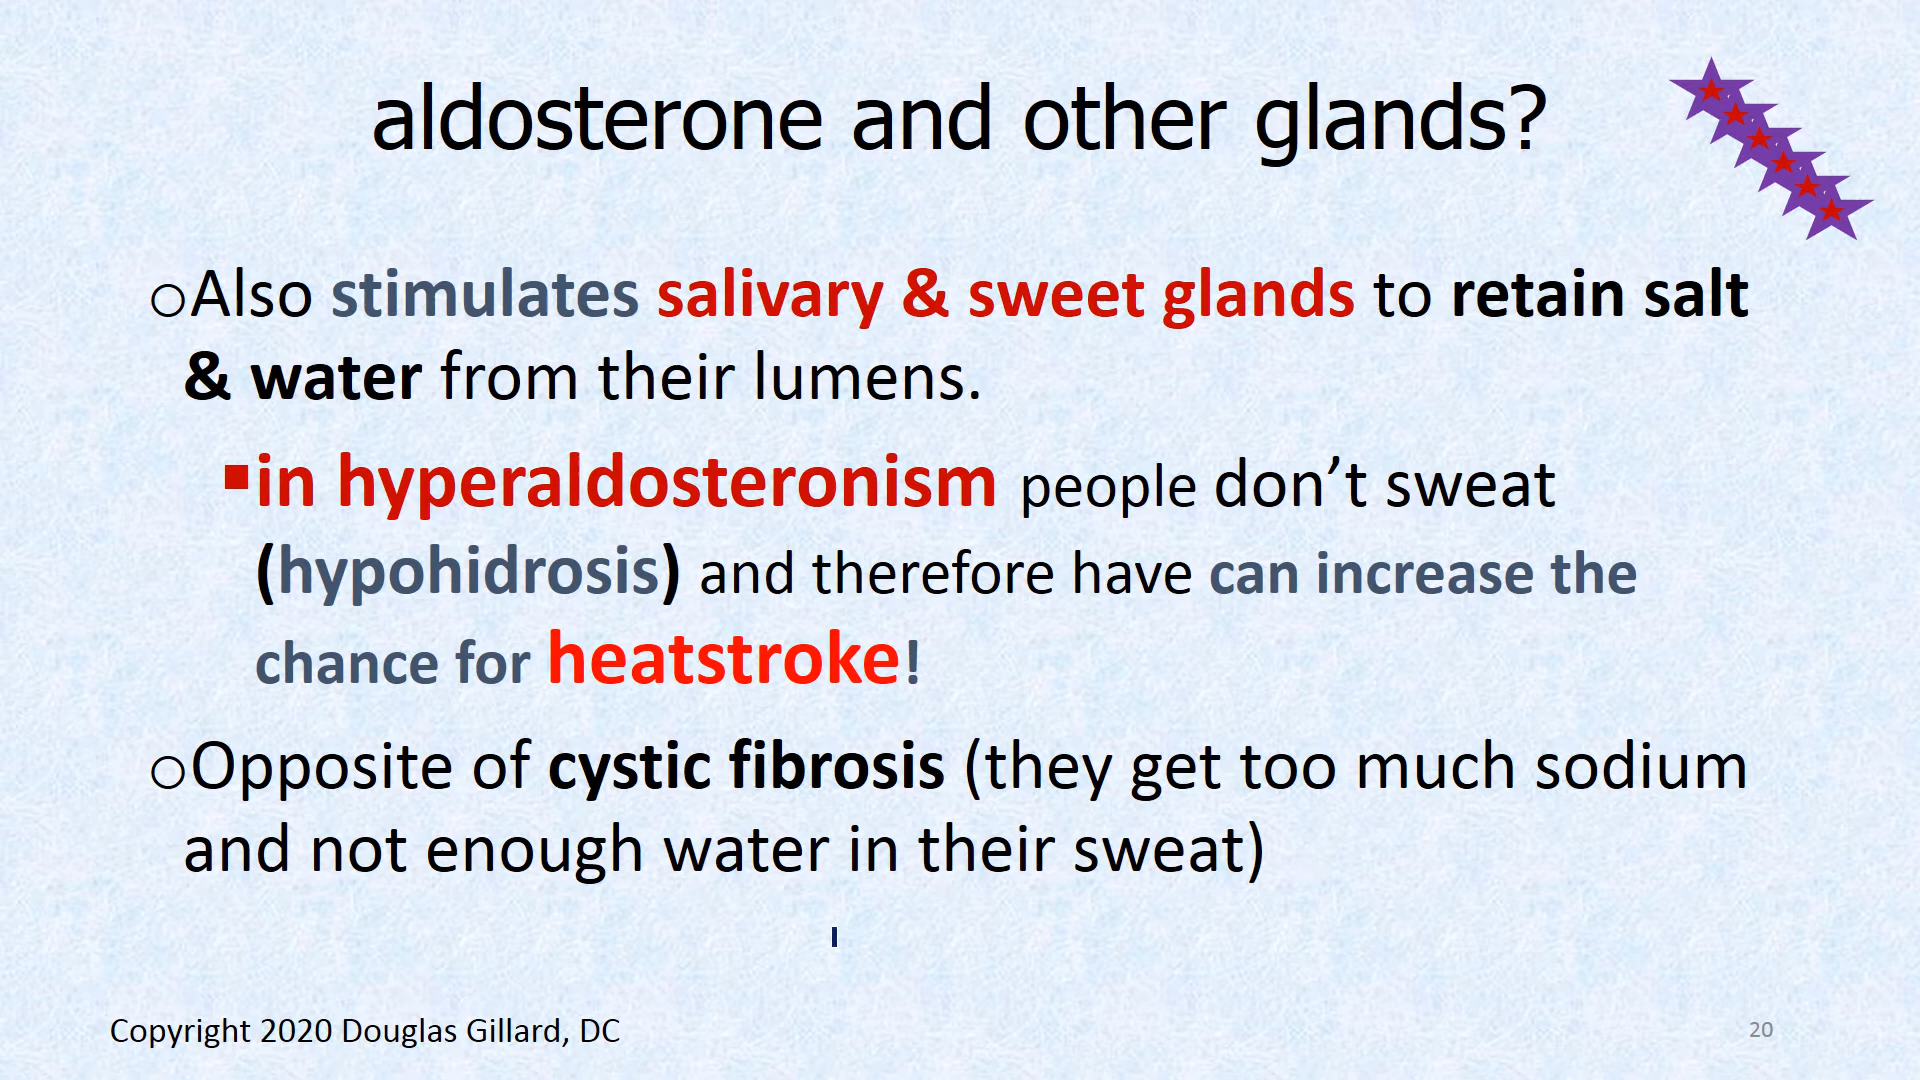 aldosterone and other glands?
oAlso stimulates salivary & sweet glands to retain salt
& water from their lumens.
▪in hyperaldosteronism people don’t sweat
(hypohidrosis) and therefore have can increase the
chance for heatstroke!
oOpposite of cystic fibrosis (they get too much sodium
and not enough water in their sweat)
Copyright 2020 Douglas Gillard, DC
20